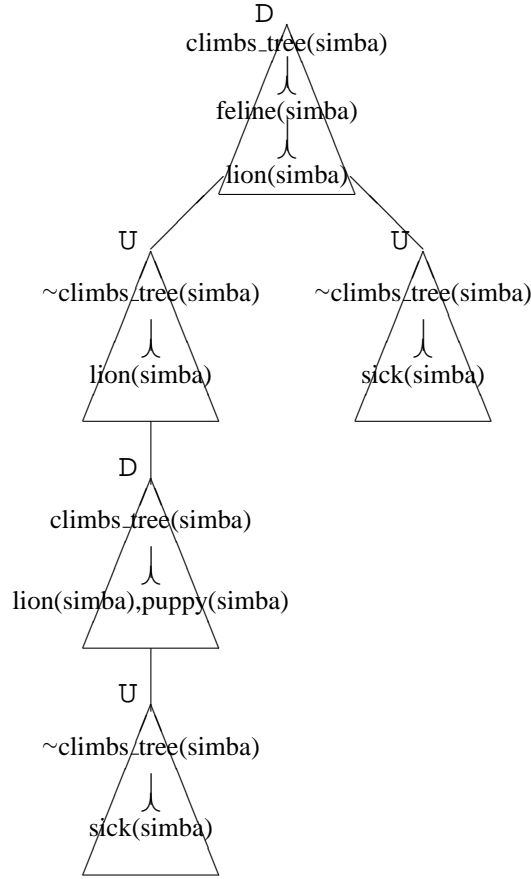 D
climbs_tree(simba)
feline(simba)
lion(simba)
U U
~climbs_tree(simba) ~climbs_tree(simba)
lion(simba) sick(simba)
D
climbs_tree(simba)
lion(simba),puppy(simba)
U
~climbs_tree(simba)
sick(simba)